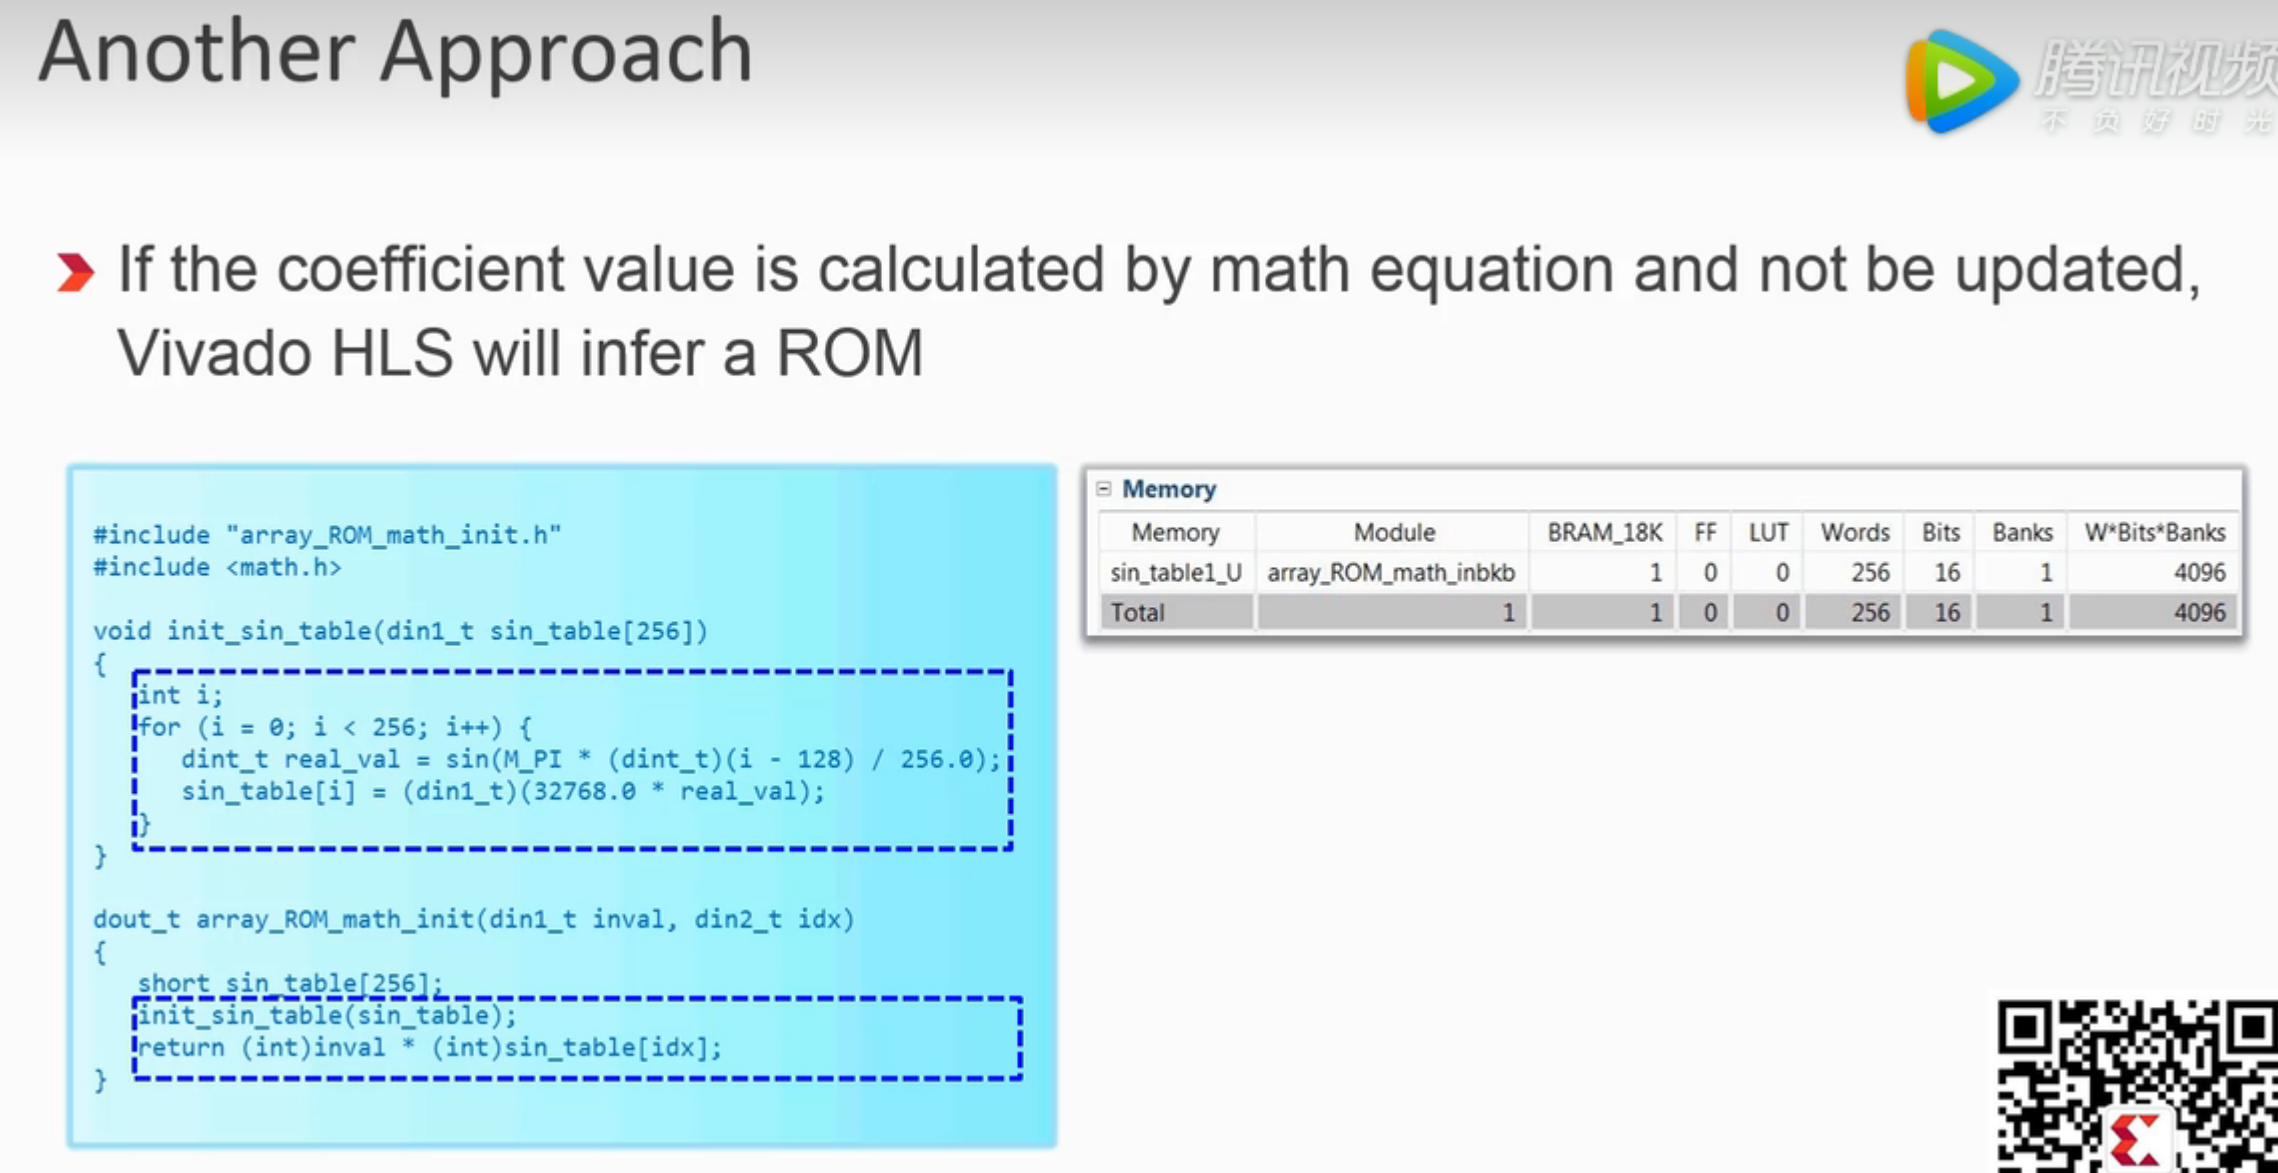 Another Approach
腾讯视频
不负好时光
If the coefficient value is calculated by math equation and not be updated,
Vivado HLS will infer a ROM
#include "array_ROM_math_init.h"
#include <math.h>
void init_sin_table(din1_t sin_table[256])
{
int i;
for (i = 0; i < 256; i++) {
dint_t real_val = sin(M_PI * (dint_t)(i - 128) / 256.0);
sin_table[i] = (din1_t)(32768.0 * real_val);
}
}
dout_t array_ROM_math_init(din1_t inval, din2_t idx)
{
short sin_table[256];
init_sin_table(sin_table);
return (int)inval * (int)sin_table[idx];
}
Memory
Memory Module BRAM_18K FF LUT Words Bits Banks W*Bits*Banks
sin_table1_U array_ROM_math_inbkb 1 0 0 256 16 1 4096
Total 1 1 0 0 256 16 1 4096